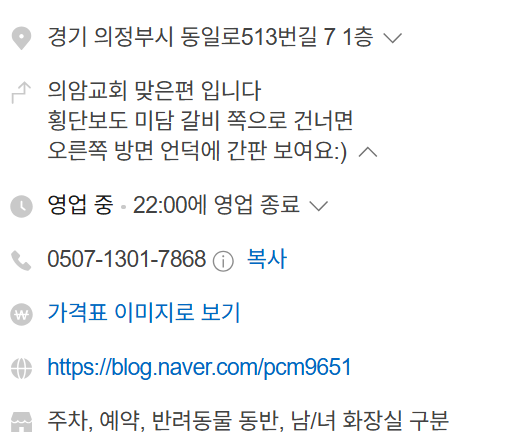 경기 의정부시 동일로513번길 7 1층
의암교회 맞은편 입니다
횡단보도 미담 갈비 쪽으로 건너면
오른쪽 방면 언덕에 간판 보여요:)
영업 중 • 22:00에 영업 종료
0507-1301-7868 복사
가격표 이미지로 보기
https://blog.naver.com/pcm9651
주차, 예약, 반려동물 동반, 남/녀 화장실 구분